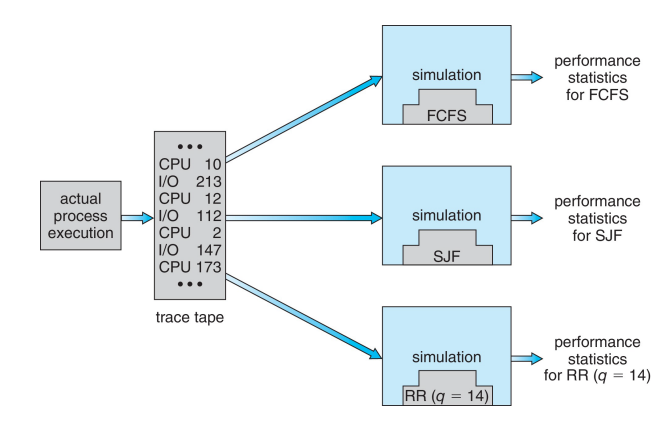 actual
process
execution
• • •
CPU 10
I/O 213
CPU 12
I/O 112
CPU 2
I/O 147
CPU 173
• • •
trace tape
simulation
FCFS
performance
statistics
for FCFS
simulation
SJF
performance
statistics
for SJF
simulation
RR (q = 14)
performance
statistics
for RR (q = 14)